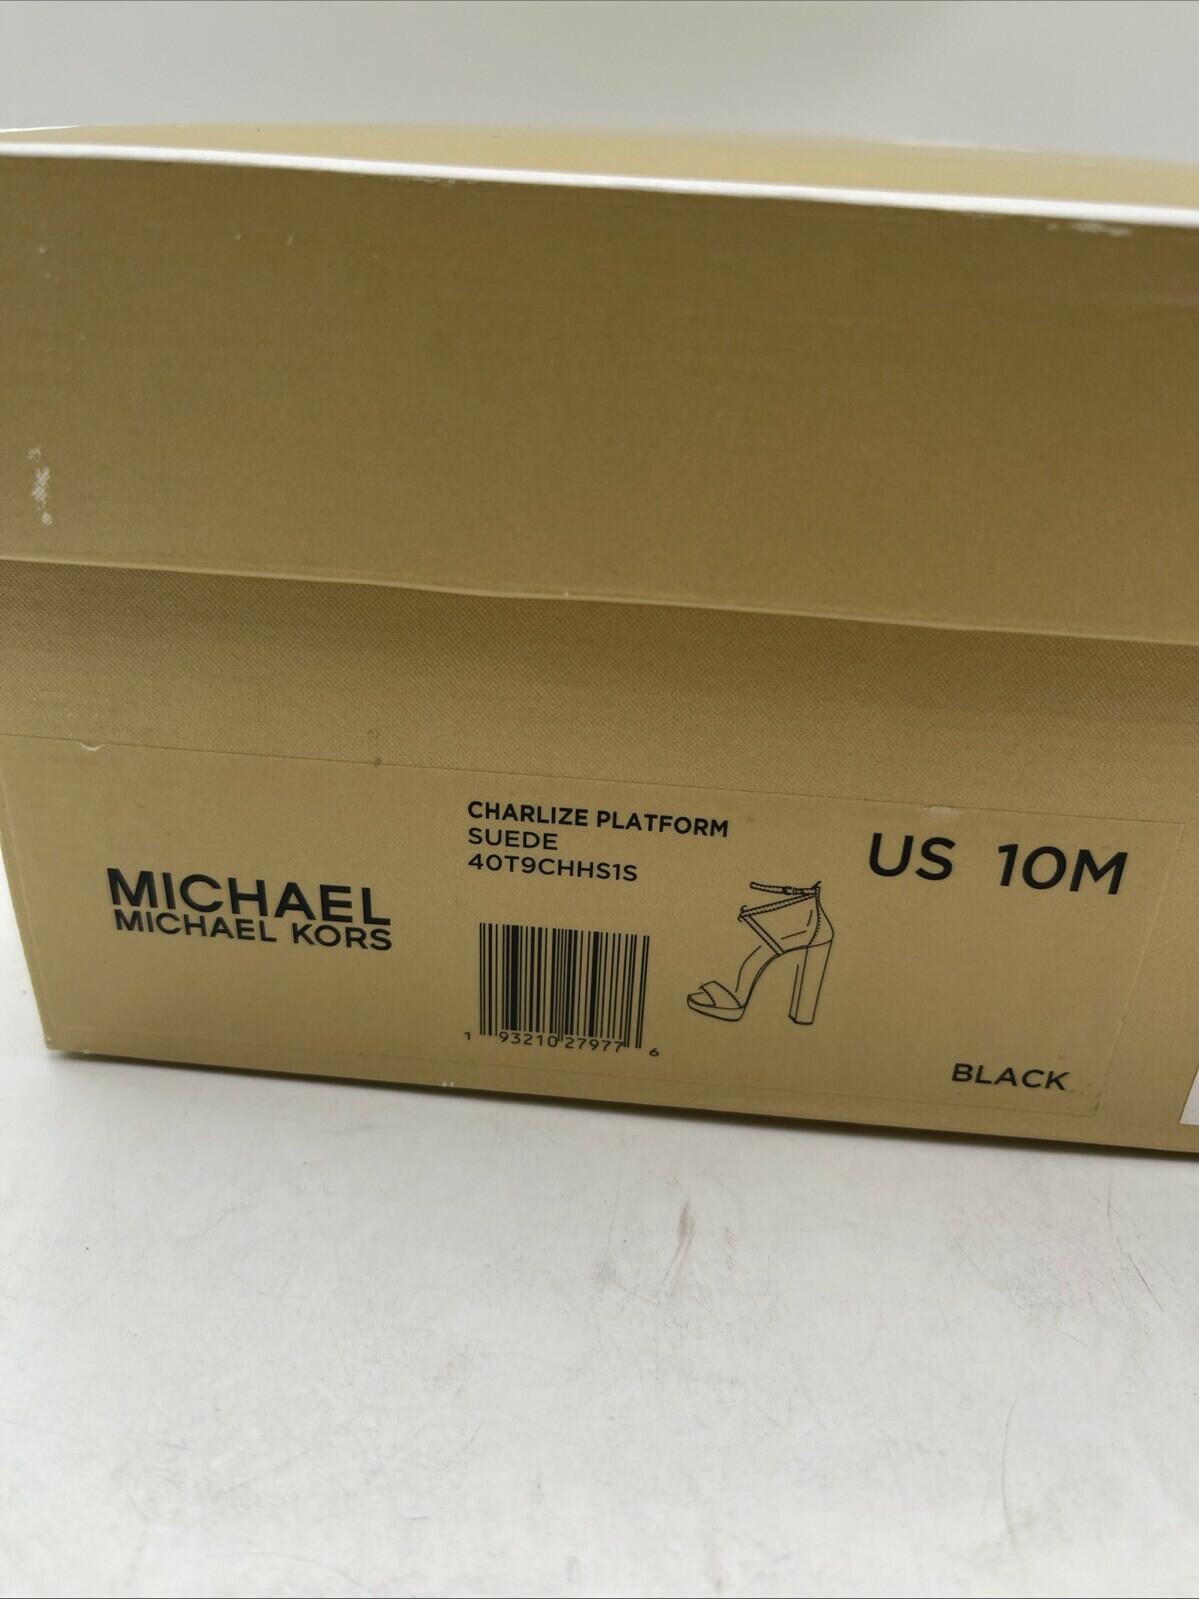 CHARLIZE PLATFORM
SUEDE
40T9CHHS1S
US 10M
MICHAEL
MICHAEL KORS
1 93210 27977 6
BLACK